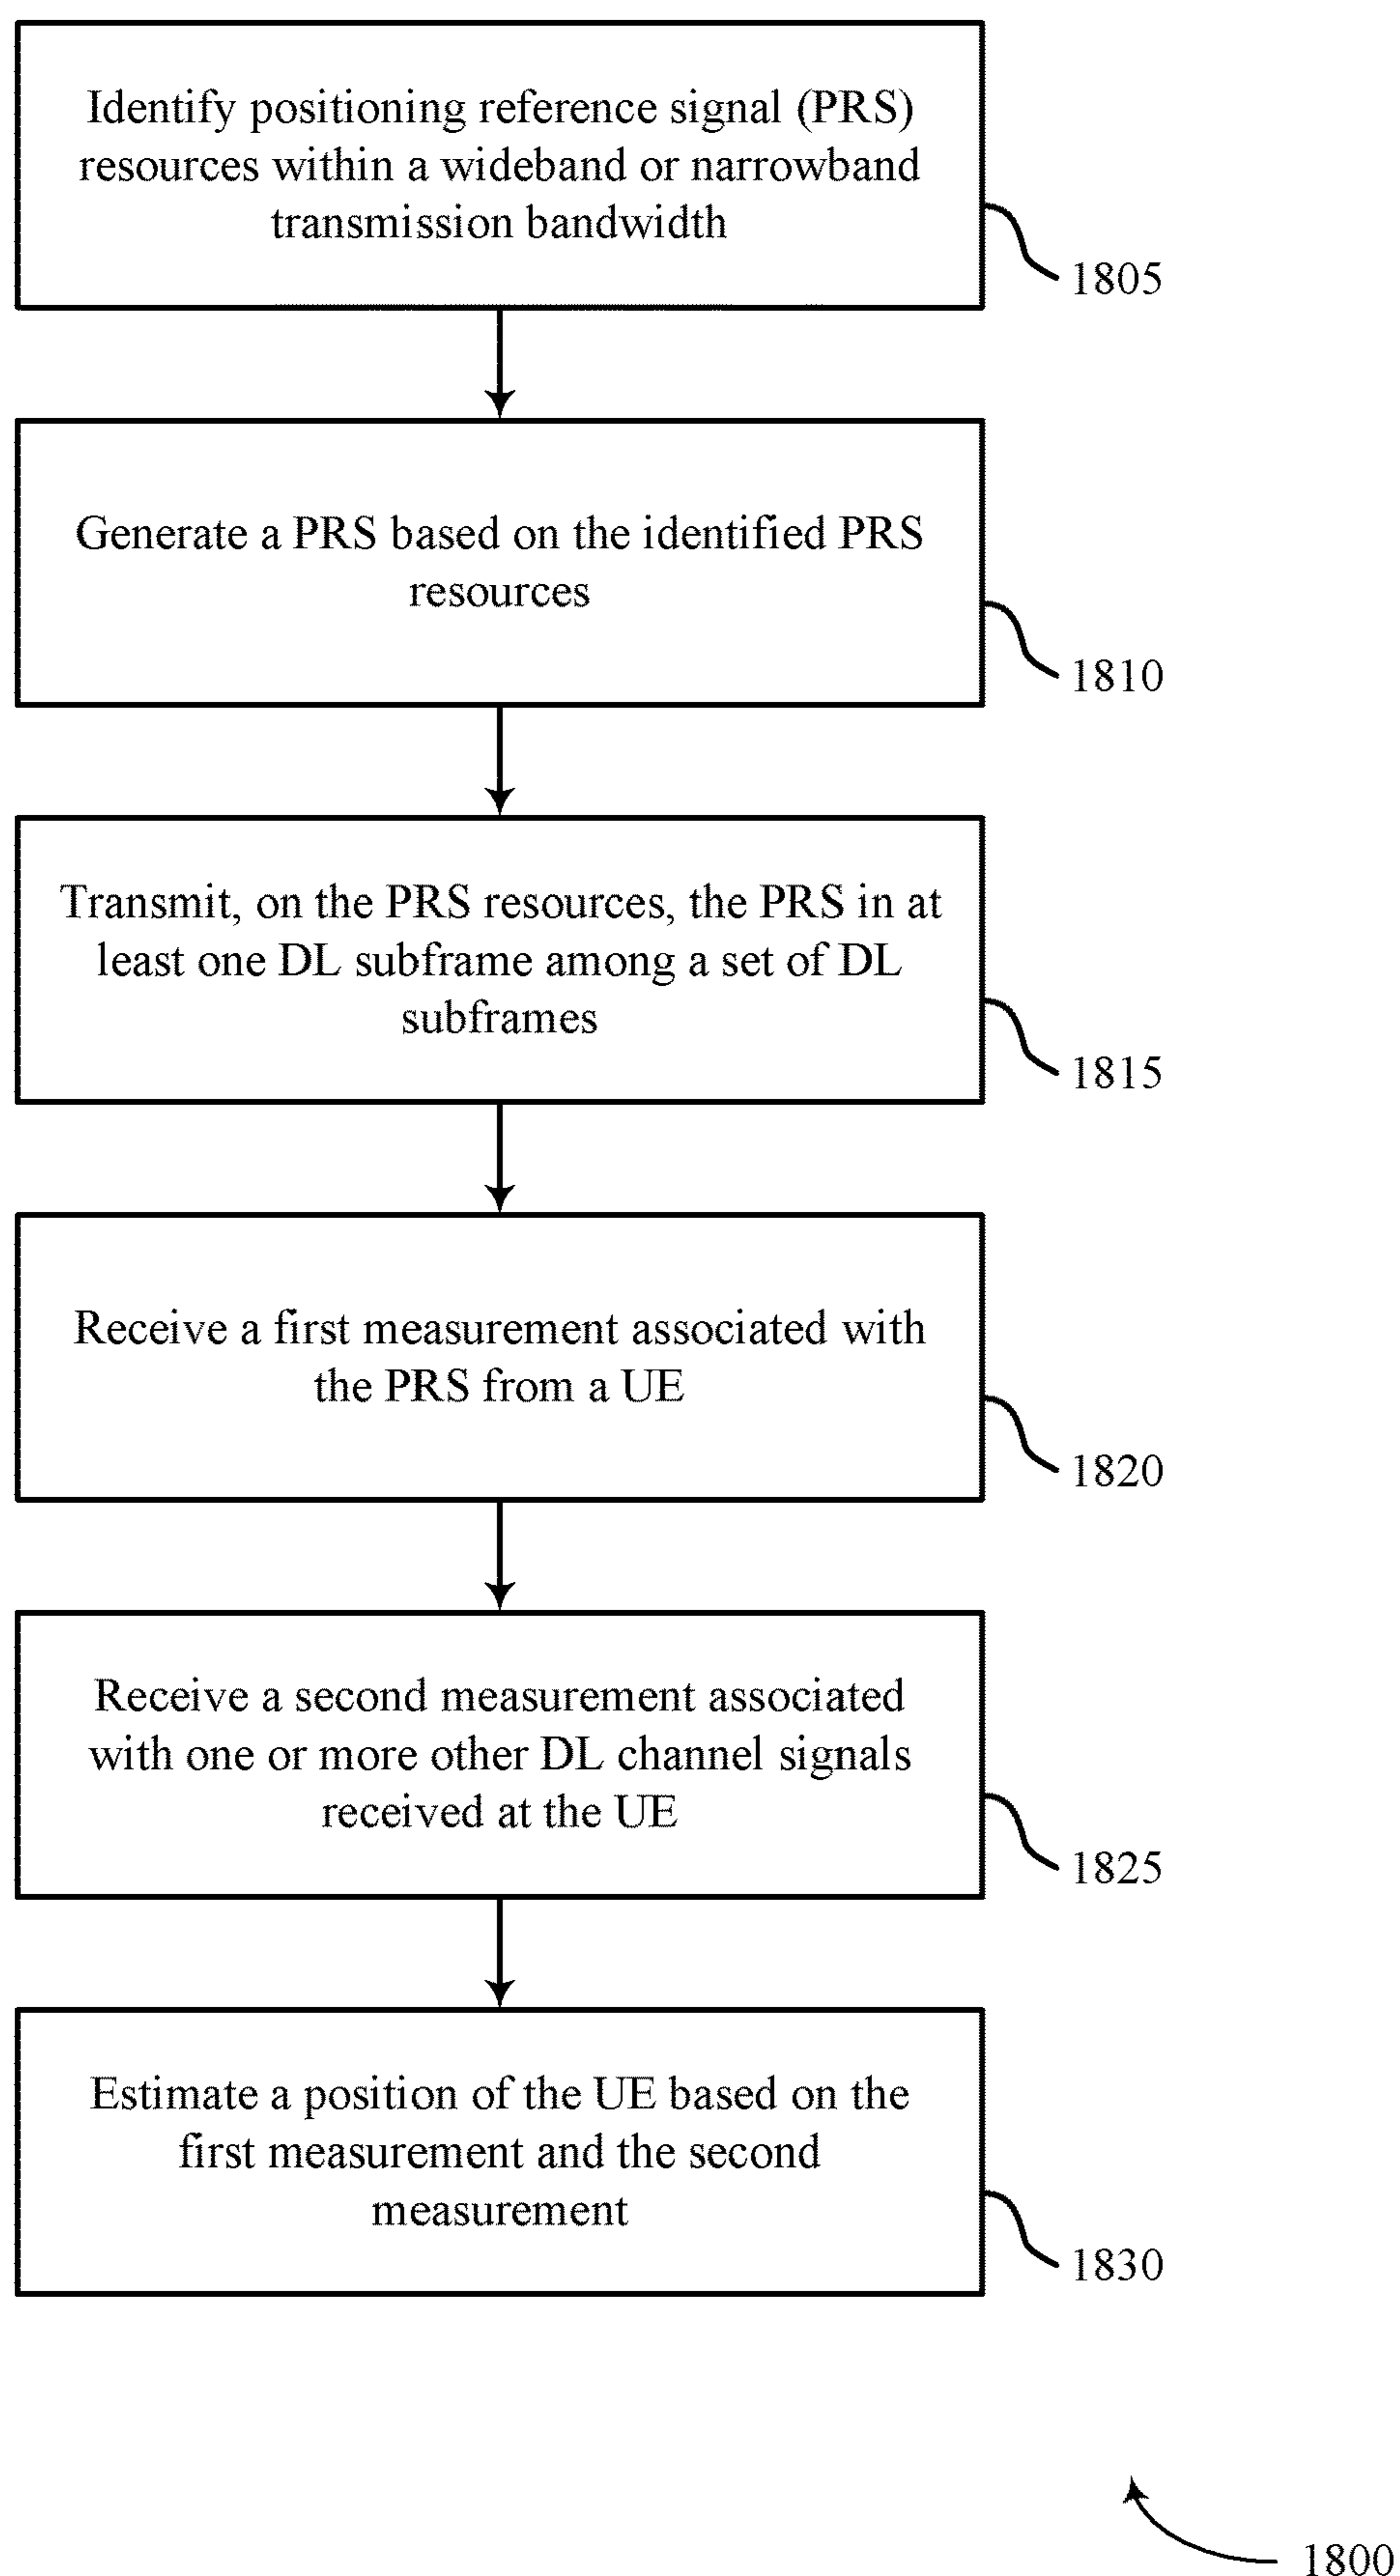 Identify positioning reference signal (PRS)
resources within a wideband or narrowband
transmission bandwidth
1805
Generate a PRS based on the identified PRS
resources
1810
Transmit, on the PRS resources, the PRS in at
least one DL subframe among a set of DL
subframes
1815
Receive a first measurement associated with
the PRS from a UE
1820
Receive a second measurement associated
with one or more other DL channel signals
received at the UE
1825
Estimate a position of the UE based on the
first measurement and the second
measurement
1830
1800